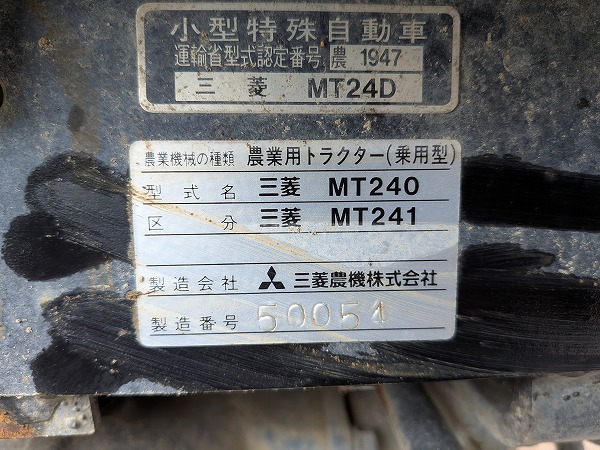 小型特殊自動車
運輸省型式認定番号 農 1947
三菱 MT24D
農業機械の種類 農業用トラクター(乗用型)
型式名 三菱 MT240
区分 三菱 MT241
製造会社 三菱農機株式会社
製造番号 50051